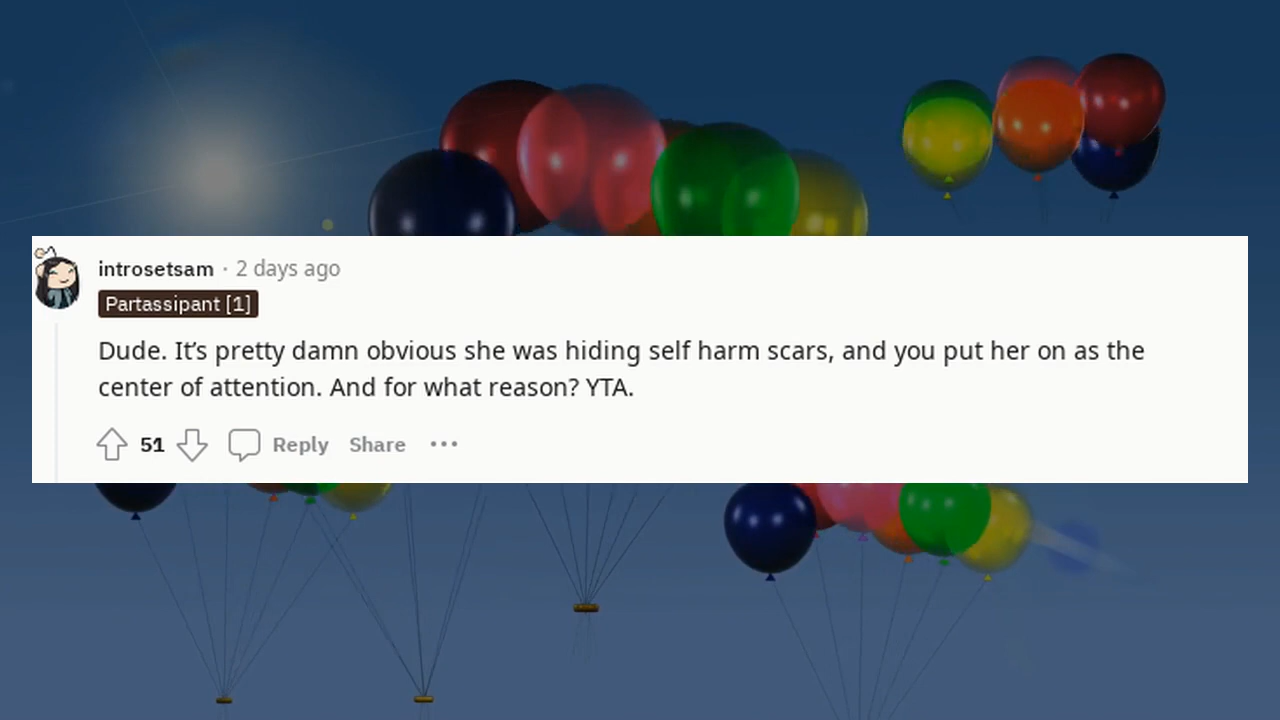 introsetsam · 2 days ago
Partassipant [1]
Dude. It’s pretty damn obvious she was hiding self harm scars, and you put her on as the
center of attention. And for what reason? YTA.
51 Reply Share •••